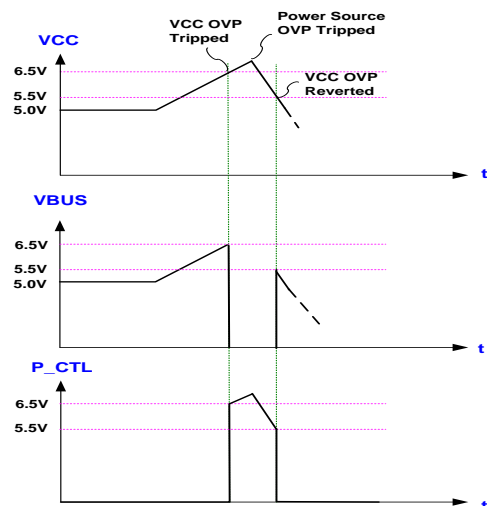 VCC
VCC OVP
Tripped
Power Source
OVP Tripped
6.5V
5.5V
5.0V
VCC OVP
Reverted
t
VBUS
6.5V
5.5V
5.0V
t
P_CTL
6.5V
5.5V
t